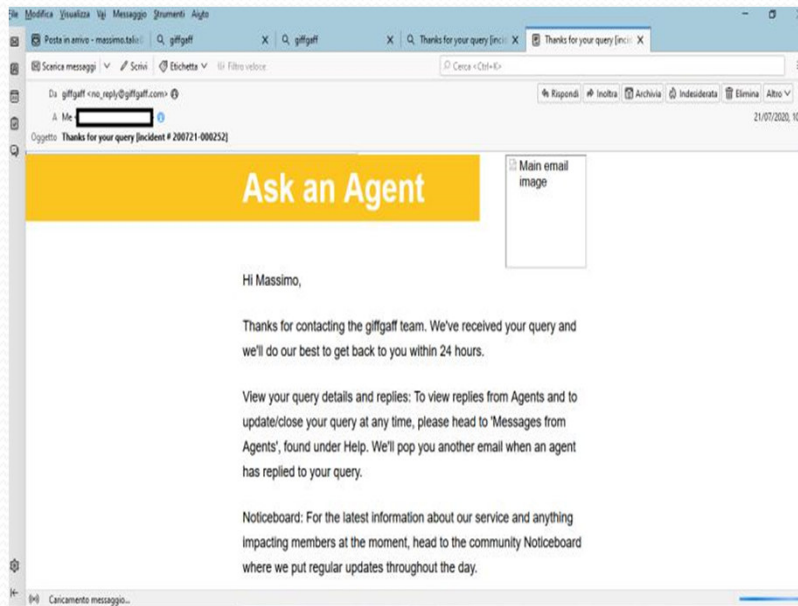 File Modifica Visualizza Vai Messaggio Strumenti Aiuto
Posta in arrivo - massimo.tale giffgaff X giffgaff X Thanks for your query [inci X Thanks for your query [inci X
Scarica messaggi Scrivi Etichetta Filtro veloce Cerca <Ctrl+K>
Da giffgaff <no_reply@giffgaff.com> Rispondi Inoltra Archivia Indesiderata Elimina Altro
A Me 21/07/2020, 10
Oggetto Thanks for your query [incident # 200721-000252]
Ask an Agent
Main email
image
Hi Massimo,
Thanks for contacting the giffgaff team. We've received your query and
we'll do our best to get back to you within 24 hours.
View your query details and replies: To view replies from Agents and to
update/close your query at any time, please head to 'Messages from
Agents', found under Help. We'll pop you another email when an agent
has replied to your query.
Noticeboard: For the latest information about our service and anything
impacting members at the moment, head to the community Noticeboard
where we put regular updates throughout the day.
Caricamento messaggio...